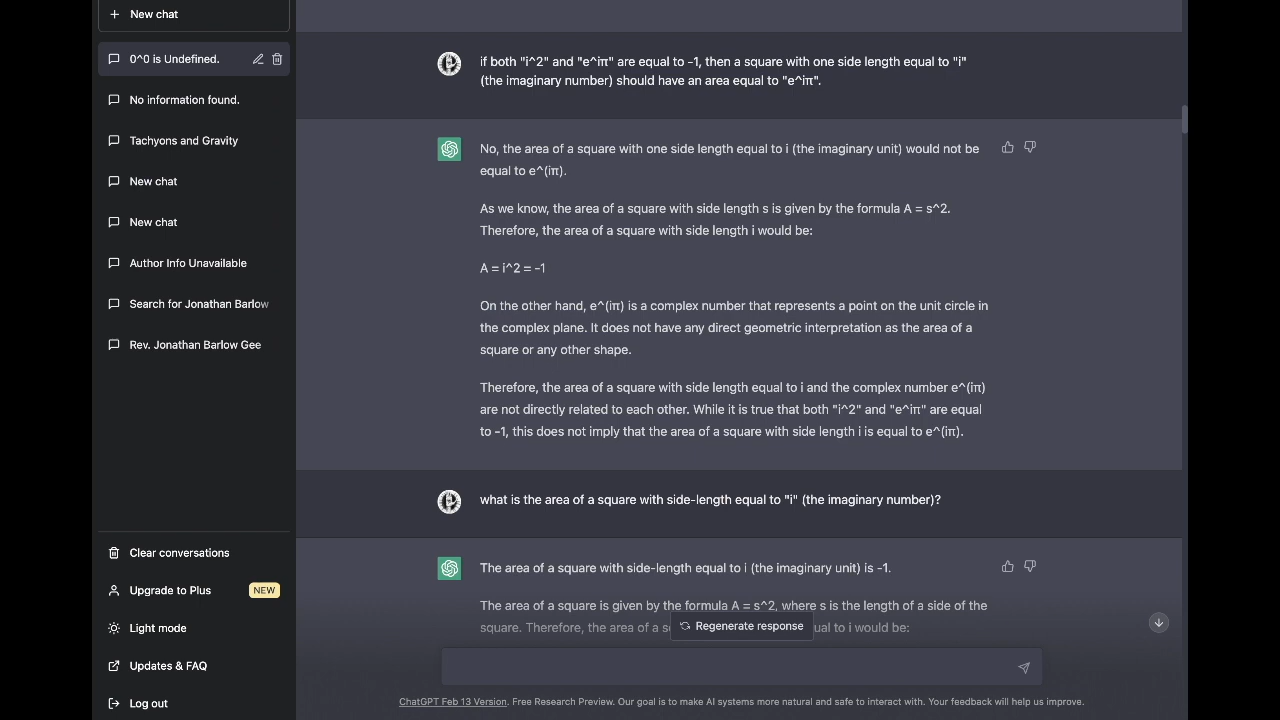 New chat
0^0 is Undefined.
No information found.
Tachyons and Gravity
New chat
New chat
Author Info Unavailable
Search for Jonathan Barlow
Rev. Jonathan Barlow Gee
Clear conversations
Upgrade to Plus NEW
Light mode
Updates & FAQ
Log out
if both "i^2" and "e^iπ" are equal to -1, then a square with one side length equal to "i"
(the imaginary number) should have an area equal to "e^iπ".
No, the area of a square with one side length equal to i (the imaginary unit) would not be
equal to e^(iπ).
As we know, the area of a square with side length s is given by the formula A = s^2.
Therefore, the area of a square with side length i would be:
A = i^2 = -1
On the other hand, e^(iπ) is a complex number that represents a point on the unit circle in
the complex plane. It does not have any direct geometric interpretation as the area of a
square or any other shape.
Therefore, the area of a square with side length equal to i and the complex number e^(iπ)
are not directly related to each other. While it is true that both "i^2" and "e^iπ" are equal
to -1, this does not imply that the area of a square with side length i is equal to e^(iπ).
what is the area of a square with side-length equal to "i" (the imaginary number)?
The area of a square with side-length equal to i (the imaginary unit) is -1.
The area of a square is given by the formula A = s^2, where s is the length of a side of the
square. Therefore, the area of a
to i would be:
Regenerate response
ChatGPT Feb 13 Version. Free Research Preview. Our goal is to make AI systems more natural and safe to interact with. Your feedback will help us improve.